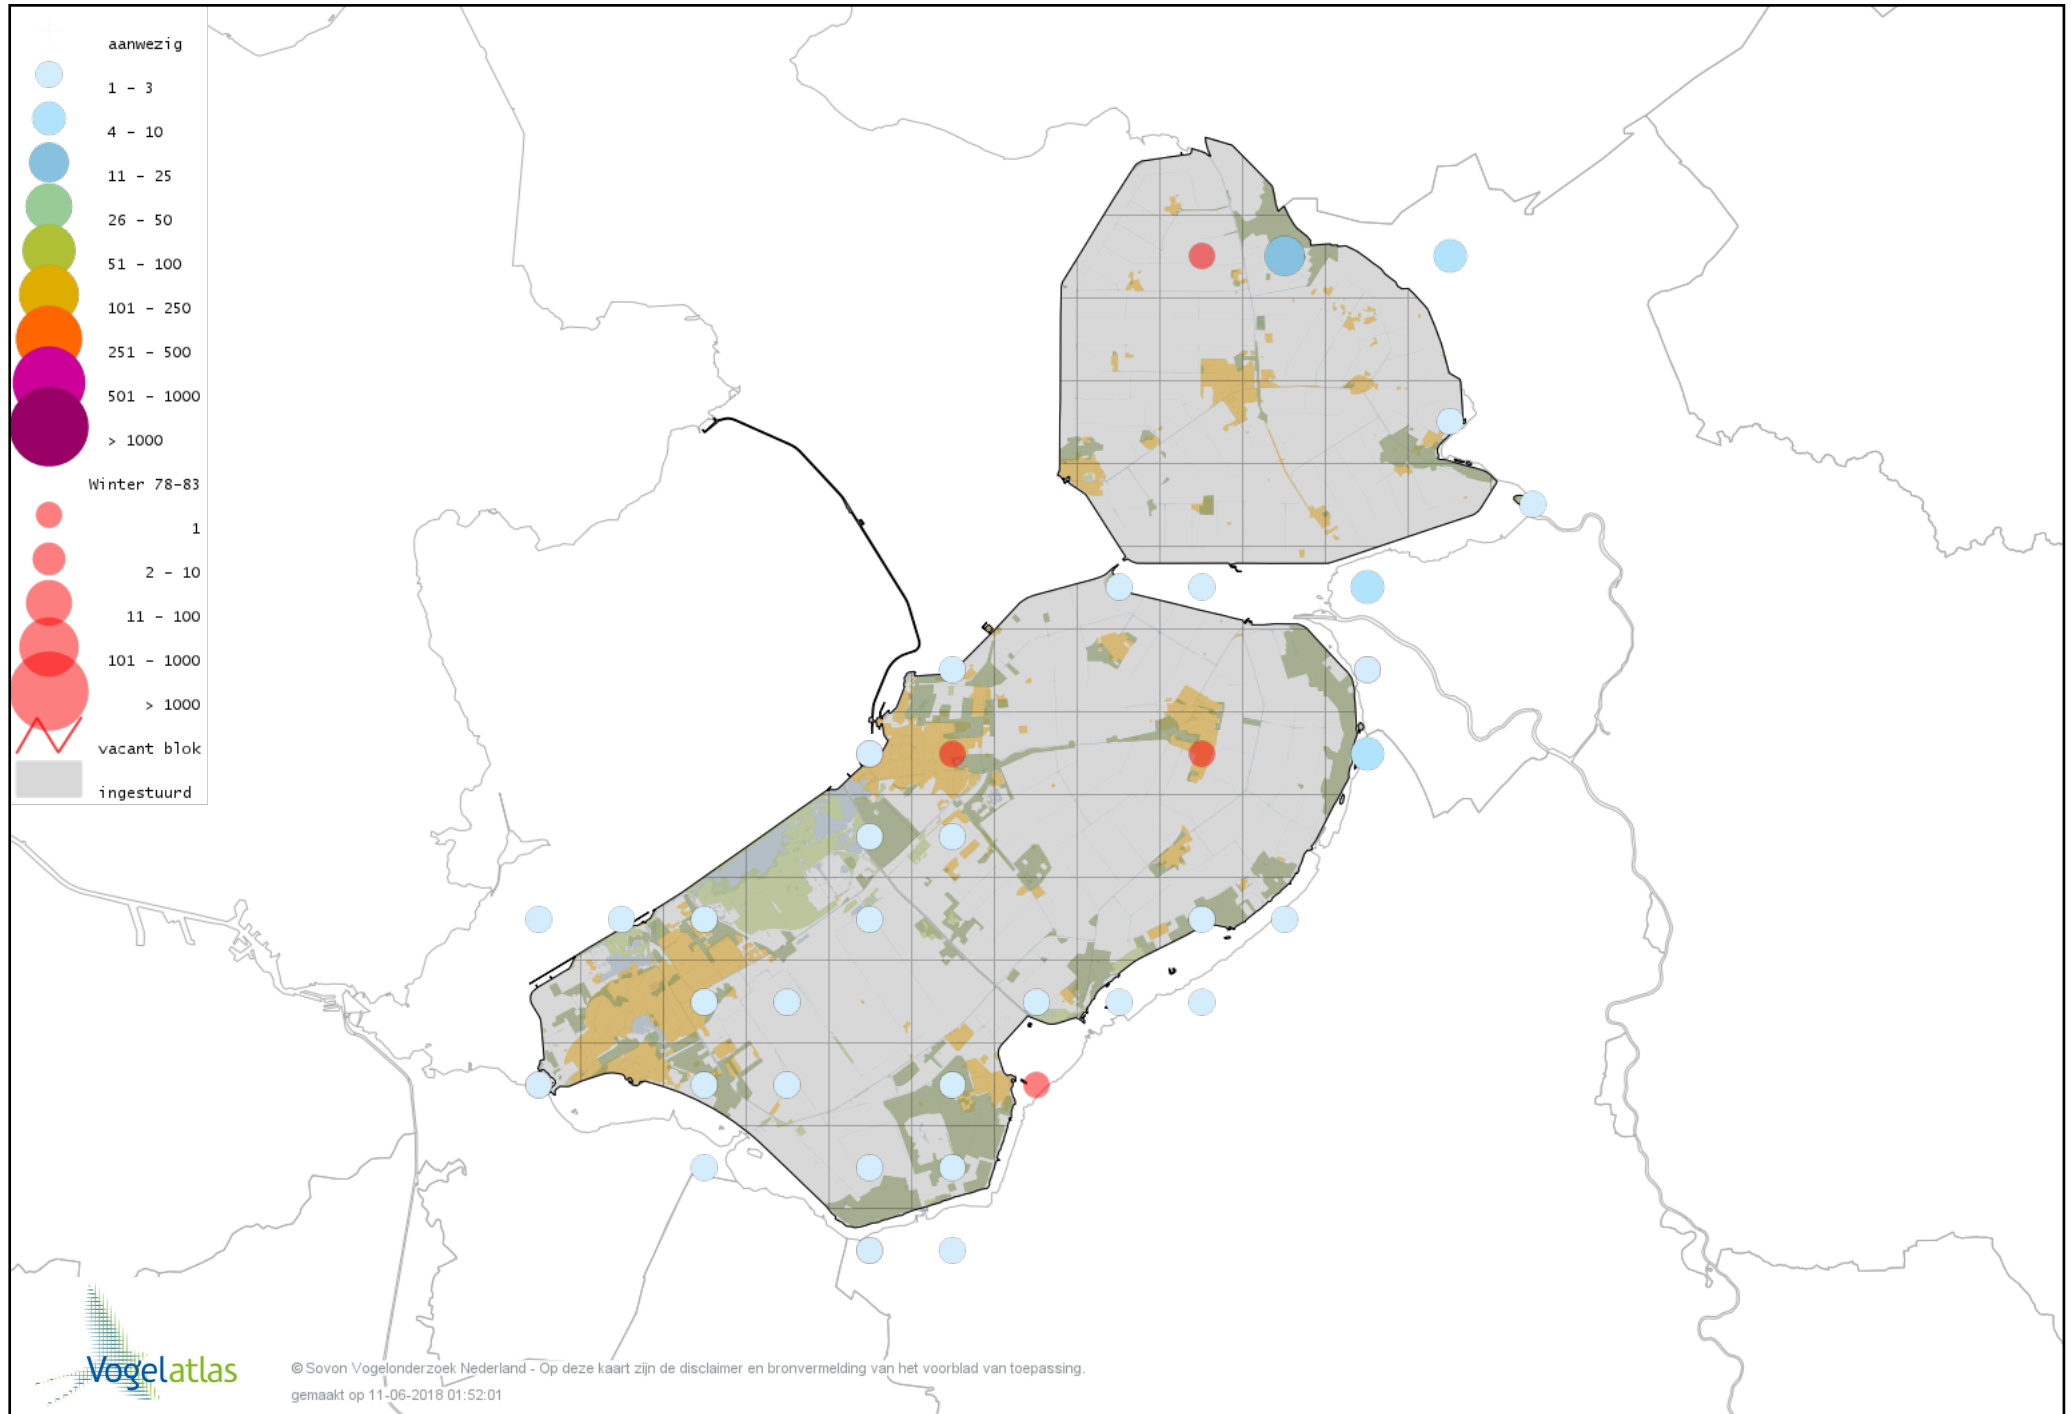 aanwezig
1 – 3
4 – 10
11 – 25
26 – 50
51 – 100
101 – 250
251 – 500
501 – 1000
> 1000
Winter 78-83
1
2 – 10
11 – 100
101 – 1000
> 1000
vacant blok
ingestuurd
Vogelatlas
© Sovon Vogelonderzoek Nederland - Op deze kaart zijn de disclaimer en bronvermelding van het voorblad van toepassing.
gemaakt op 11-06-2018 01:52:01